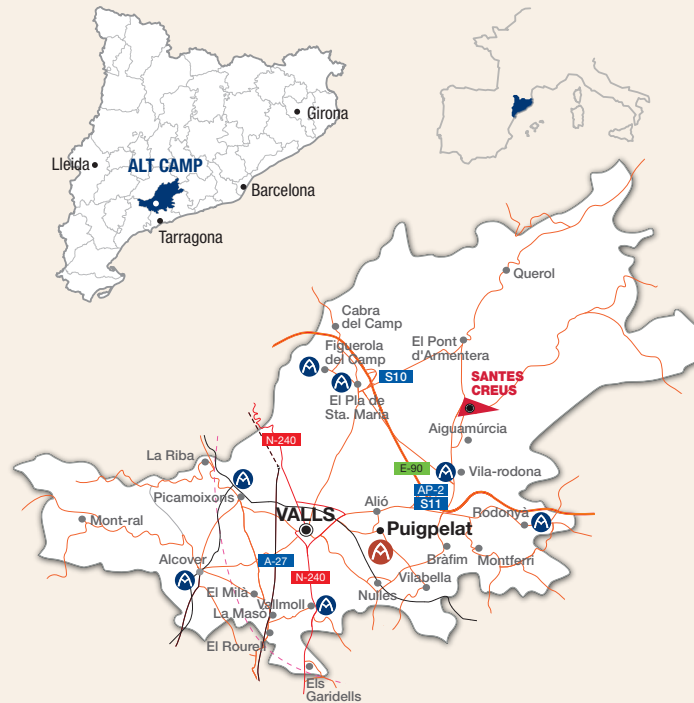 Girona
Lleida
ALT CAMP
Barcelona
Tarragona
Querol
Cabra
del Camp
El Pont
d'Armentera
Figuerola
del Camp
S10
SANTES
CREUS
El Pla de
Sta. Maria
Aiguamúrcia
N-240
La Riba
E-90
Vila-rodona
AP-2
S11
Picamoixons
Alió
Rodonyà
VALLS
Mont-ral
Puigpelat
Alcover
A-27
Bràfim
Montferri
N-240
Vilabella
Nulles
El Milà
Vallmoll
La Masó
El Rourell
Els
Garidells